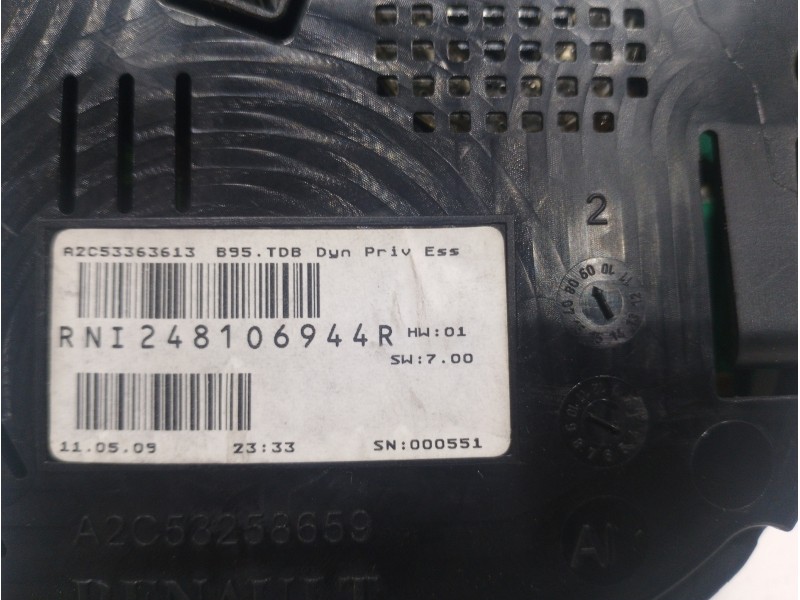 A2C53363613 B95.TDB Dyn Priv Ess
RNI248106944R HW:01
SW:7.00
11.05.09 23:33 SN:000551
2
A2C53258659
RENAULT